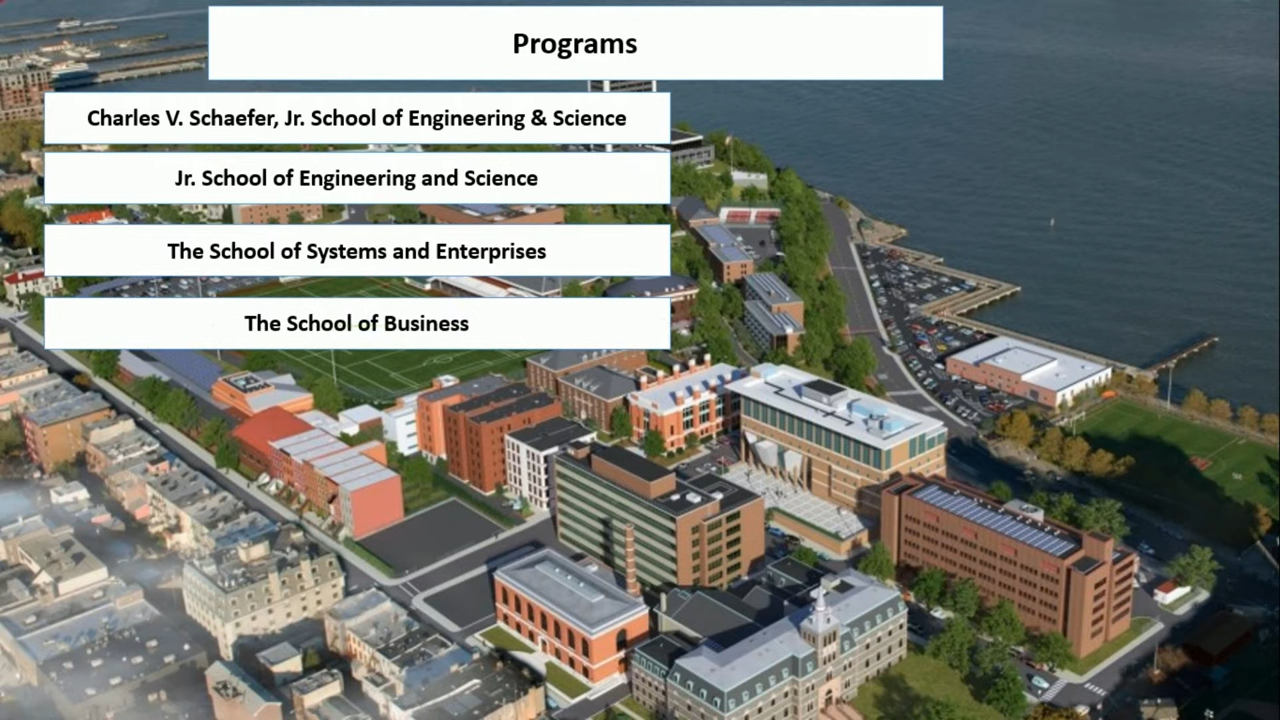 Programs
Charles V. Schaefer, Jr. School of Engineering & Science
Jr. School of Engineering and Science
The School of Systems and Enterprises
The School of Business